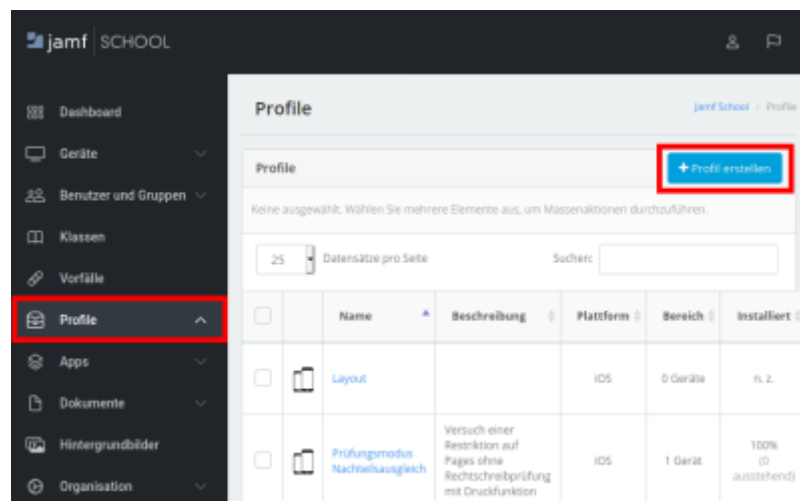 jamf SCHOOL
Dashboard
Geräte
Benutzer und Gruppen
Klassen
Vorfälle
Profile
Apps
Dokumente
Hintergrundbilder
Organisation
Profile
Jamf School / Profile
Profile
+ Profil erstellen
Keine ausgewählt. Wählen Sie mehrere Elemente aus, um Massenaktionen durchzuführen.
25 Datensätze pro Seite Suchen:
Name Beschreibung Plattform Bereich Installiert
Layout iOS 0 Geräte n. z.
Prüfungsmodus
Nachteilsausgleich
Versuch einer
Restriktion auf
Pages ohne
Rechtschreibprüfung
mit Druckfunktion
iOS
1 Gerät
100%
(0
ausstehend)